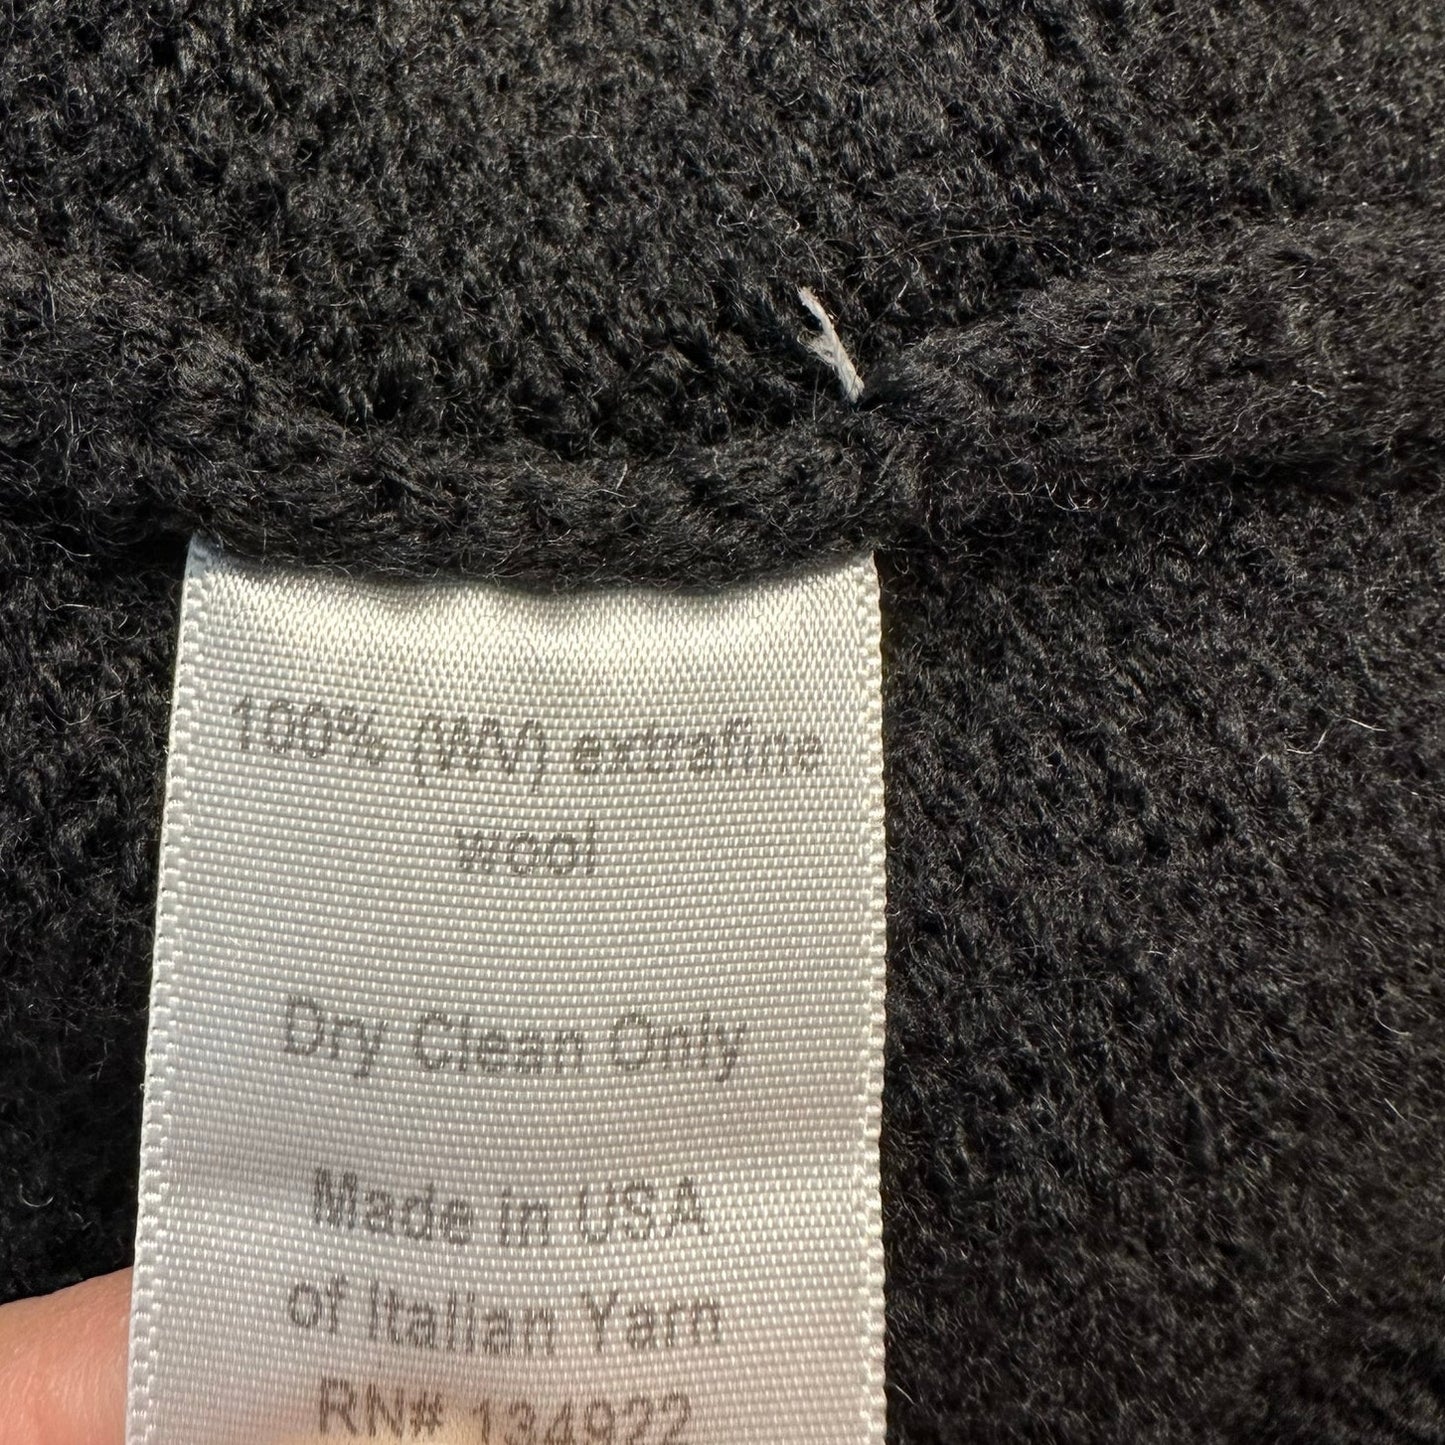 100% (WV) extrafine
wool
Dry Clean Only
Made in USA
of Italian Yarn
RN# 134922